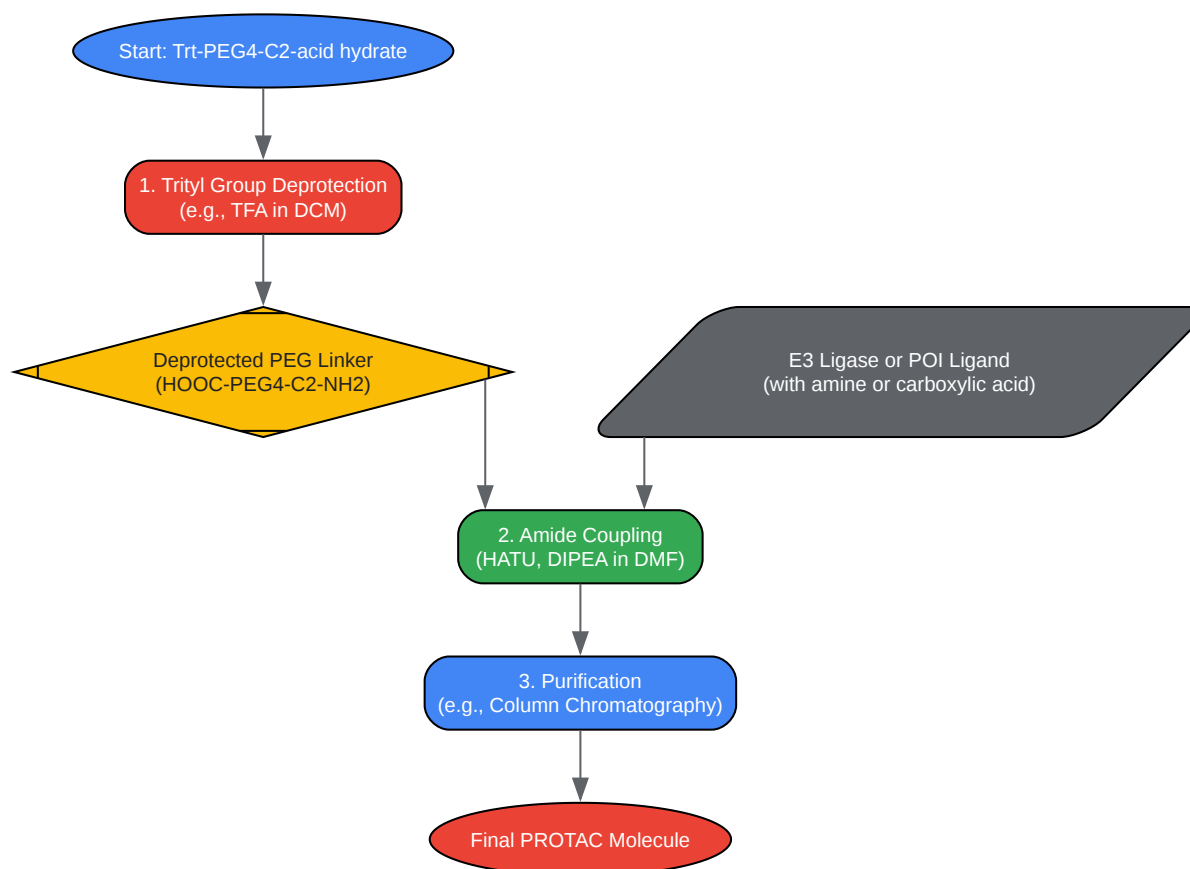 Start: Trt-PEG4-C2-acid hydrate
1. Trityl Group Deprotection
(e.g., TFA in DCM)
Deprotected PEG Linker
(HOOC-PEG4-C2-NH2)
E3 Ligase or POI Ligand
(with amine or carboxylic acid)
2. Amide Coupling
(HATU, DIPEA in DMF)
3. Purification
(e.g., Column Chromatography)
Final PROTAC Molecule